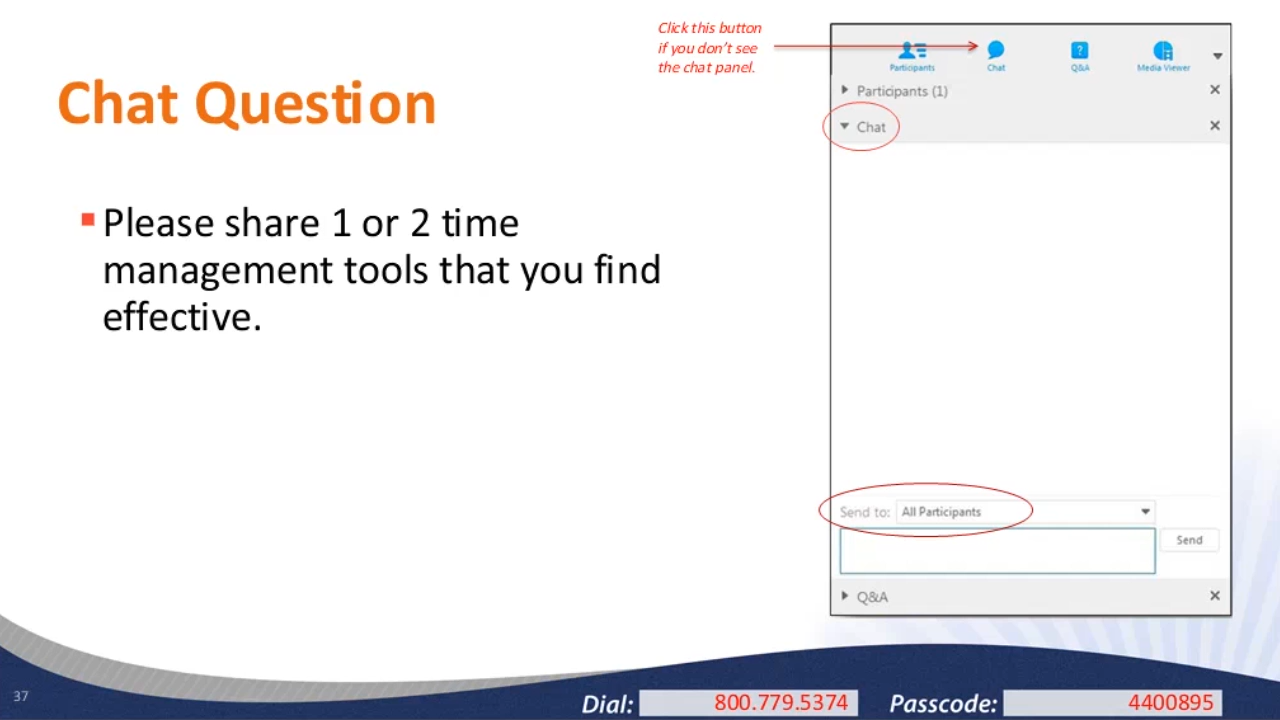 Click this button
if you don't see
the chat panel.
Chat Question
Please share 1 or 2 time
management tools that you find
effective.
Participants
Chat
Q&A
Media Viewer
Participants (1)
Chat
Send to: All Participants
Send
Q&A
37
Dial: 800.779.5374 Passcode: 4400895